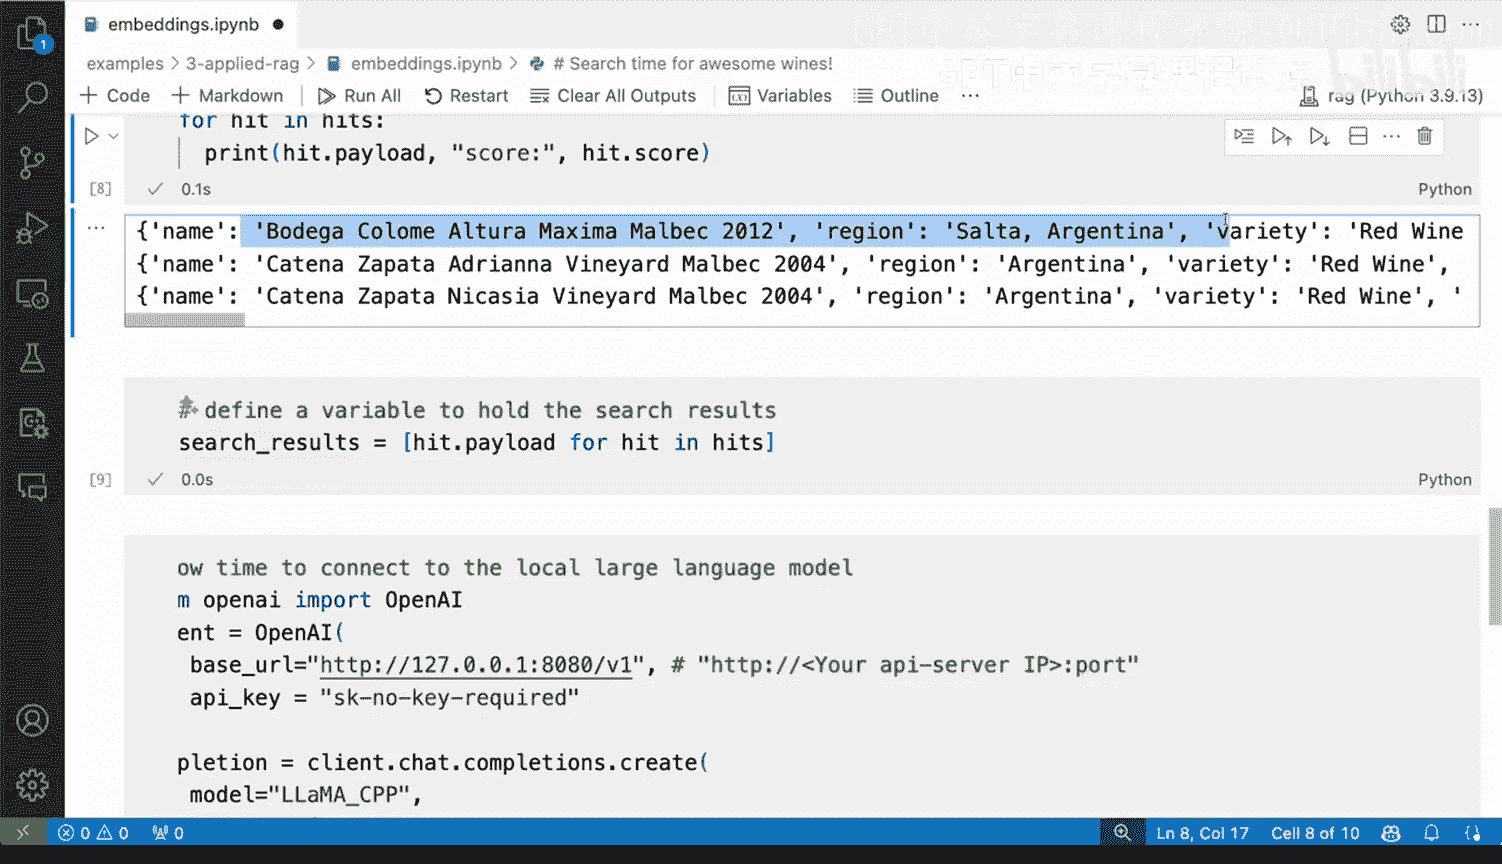 embeddings.ipynb
examples > 3-applied-rag > embeddings.ipynb > # Search time for awesome wines!
+ Code + Markdown | Run All Restart Clear All Outputs | Variables Outline ...
rag (Python 3.9.13)
for hit in hits:
print(hit.payload, "score:", hit.score)
[8] ✓ 0.1s Python
{'name': 'Bodega Colome Altura Maxima Malbec 2012', 'region': 'Salta, Argentina', 'variety': 'Red Wine
{'name': 'Catena Zapata Adrianna Vineyard Malbec 2004', 'region': 'Argentina', 'variety': 'Red Wine',
{'name': 'Catena Zapata Nicasia Vineyard Malbec 2004', 'region': 'Argentina', 'variety': 'Red Wine', '
# define a variable to hold the search results
search_results = [hit.payload for hit in hits]
[9] ✓ 0.0s Python
ow time to connect to the local large language model
m openai import OpenAI
ent = OpenAI(
base_url="http://127.0.0.1:8080/v1", # "http://<Your api-server IP>:port"
api_key = "sk-no-key-required"
pletion = client.chat.completions.create(
model="LLaMA_CPP",
1
0 0 0 Ln 8, Col 17 Cell 8 of 10
bilibili